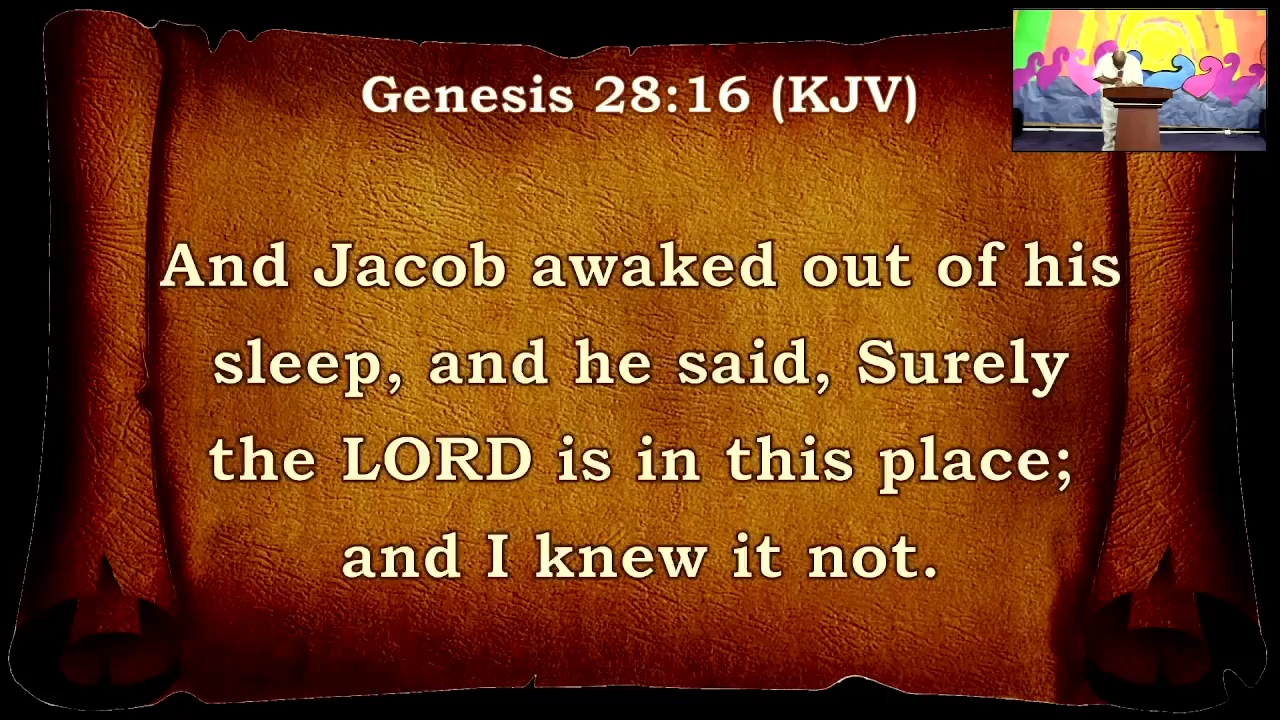 Genesis 28:16 (KJV)
And Jacob awaked out of his
sleep, and he said, Surely
the LORD is in this place;
and I knew it not.